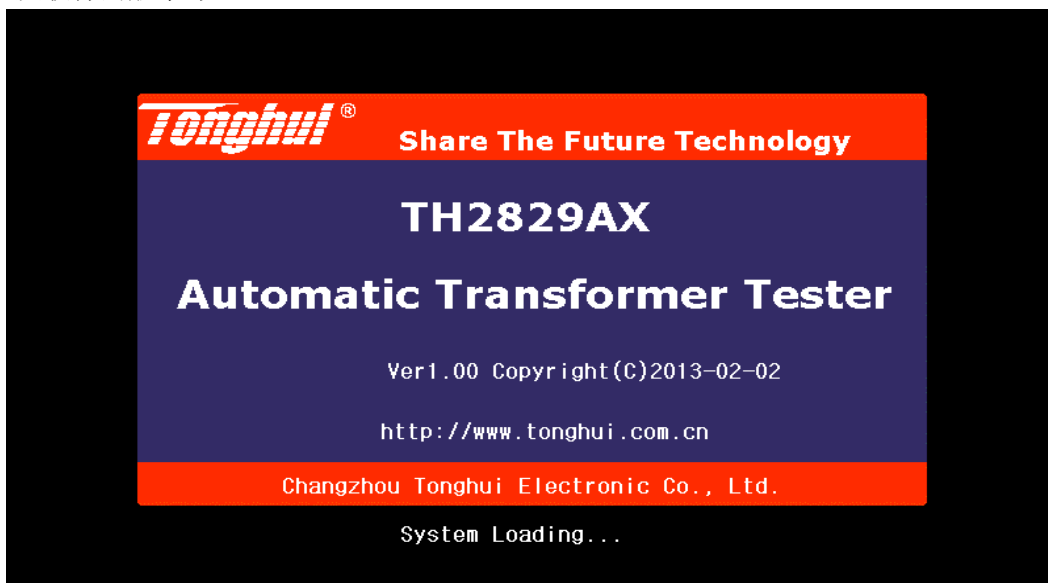 Tonghui ®
Share The Future Technology
TH2829AX
Automatic Transformer Tester
Ver1.00 Copyright(C)2013-02-02
http://www.tonghui.com.cn
Changzhou Tonghui Electronic Co., Ltd.
System Loading...